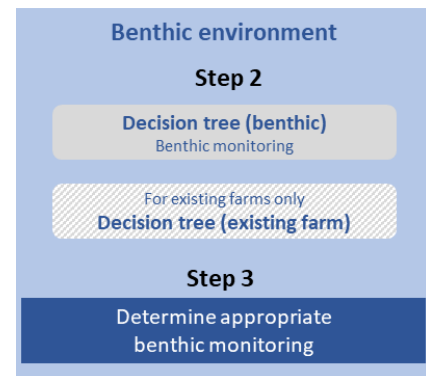 Benthic environment
Step 2
Decision tree (benthic)
Benthic monitoring
For existing farms only
Decision tree (existing farm)
Step 3
Determine appropriate
benthic monitoring